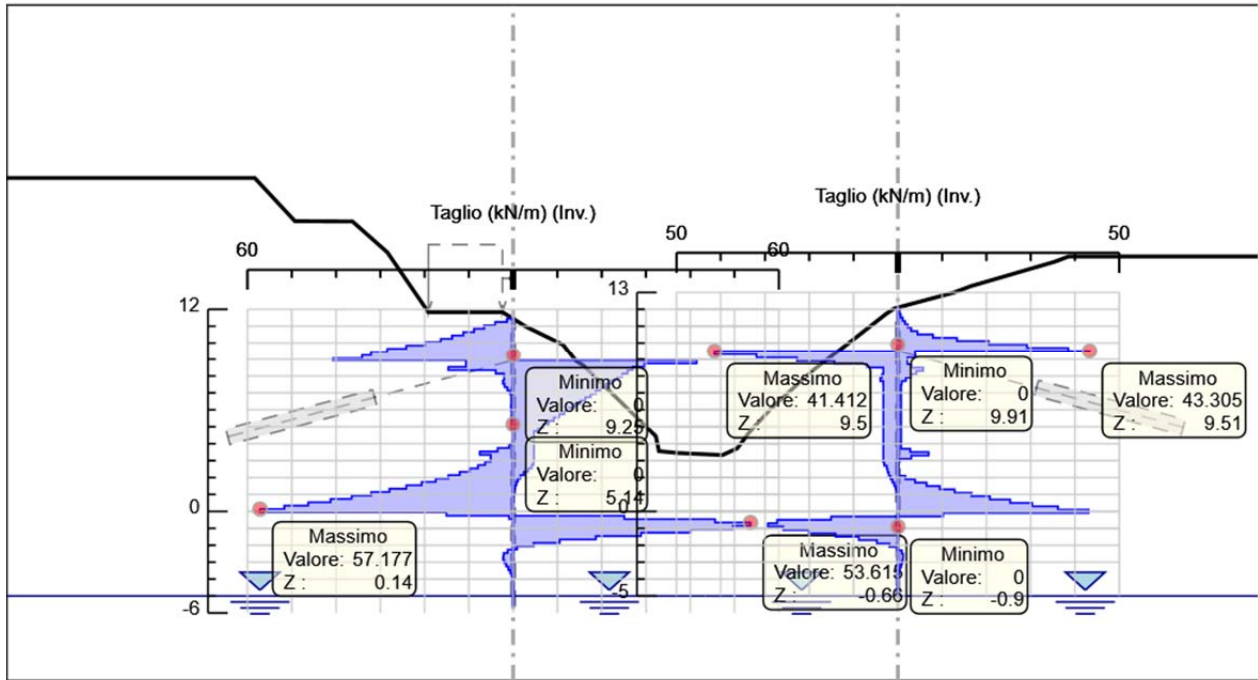 Taglio (kN/m) (Inv.)
Taglio (kN/m) (Inv.)
60
50
60
50
12
0
-6
13
0
-5
Minimo
Valore: 0
Z : 9.29
Minimo
Valore: 0
Z : 5.14
Massimo
Valore: 57.177
Z : 0.14
Massimo
Valore: 41.412
Z : 9.5
Minimo
Valore: 0
Z : 9.91
Massimo
Valore: 43.305
Z : 9.51
Massimo
Valore: 53.615
Z : -0.66
Minimo
Valore: 0
Z : -0.9